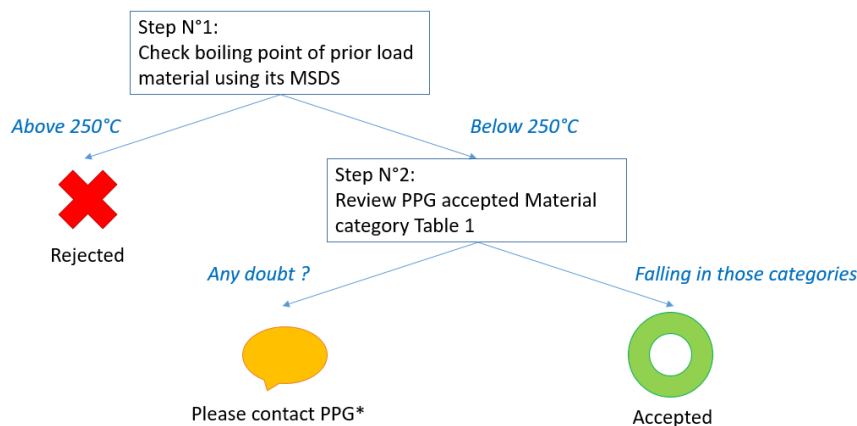 Step N°1:
Check boiling point of prior load
material using its MSDS
Above 250°C
Below 250°C
Step N°2:
Review PPG accepted Material
category Table 1
Rejected
Any doubt ?
Falling in those categories
Please contact PPG*
Accepted